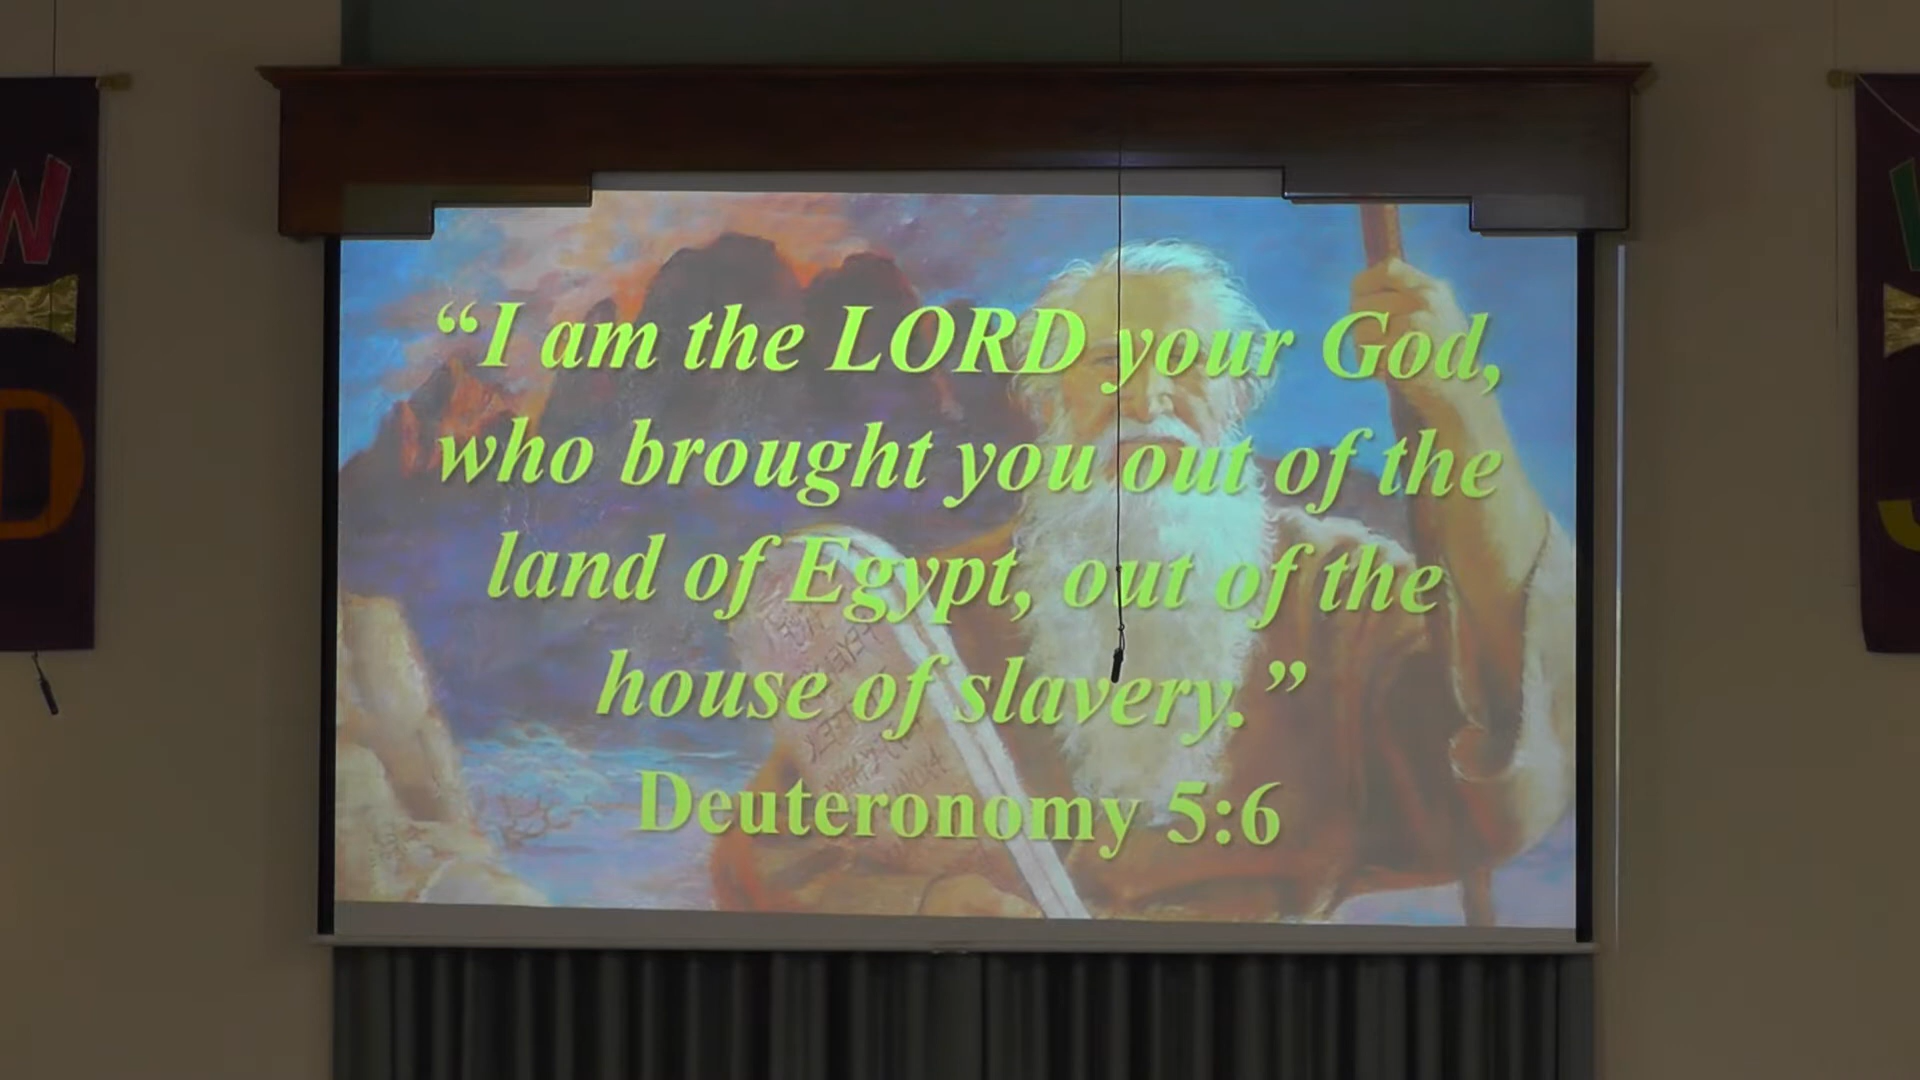 “I am the LORD your God,
who brought you out of the
land of Egypt, out of the
house of slavery.”
Deuteronomy 5:6
W
D